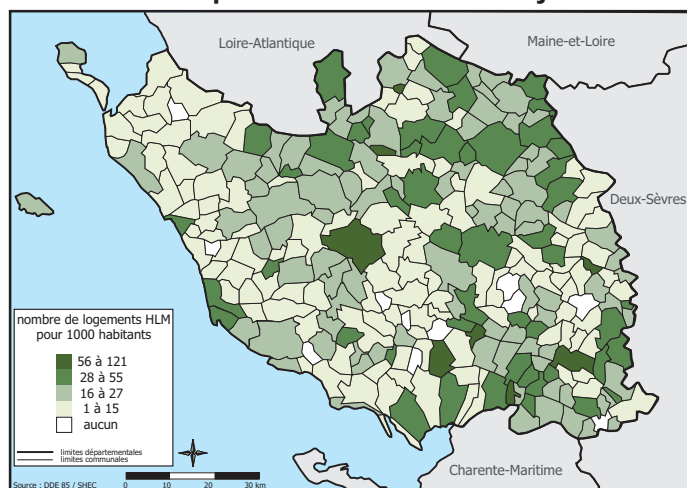 Loire-Atlantique
Maine-et-Loire
Deux-Sèvres
nombre de logements HLM
pour 1000 habitants
56 à 121
28 à 55
16 à 27
1 à 15
aucun
limites départementales
limites communales
Source : DDE 85 / SHEC
0 10 20 30 km
Charente-Maritime